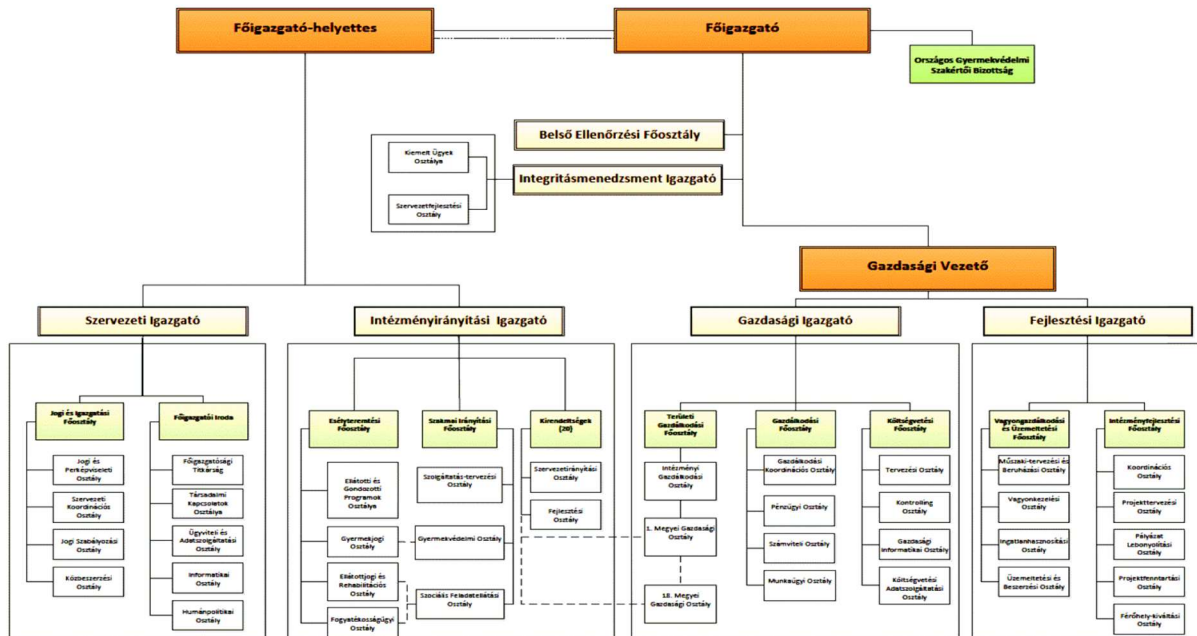 Főigazgató-helyettes
Főigazgató
Országos Gyermekvédelmi
Szakértői Bizottság
Belső Ellenőrzési Főosztály
Kiemelt Ügyek
Osztálya
Integritásmenedzsment Igazgató
Szervezetfejlesztési
Osztály
Gazdasági Vezető
Szervezeti Igazgató
Intézményirányítási Igazgató
Gazdasági Igazgató
Fejlesztési Igazgató
Jogi és Igazgatási
Főosztály
Jogi és
Perképviseleti
Osztály
Szervezeti
Koordinációs
Osztály
Jogi Szabályozási
Osztály
Közbeszerzési
Osztály
Főigazgatói Iroda
Főigazgatósági
Titkárság
Társadalmi
Kapcsolatok
Osztálya
Ügyviteli és
Adatszolgáltatási
Osztály
Informatikai
Osztály
Humánpolitikai
Osztály
Esélyteremtési
Főosztály
Ellátotti és
Gondozotti
Programok
Osztálya
Gyermekjogi
Osztály
Ellátottjogi és
Rehabilitációs
Osztály
Fogyatékosságügyi
Osztály
Szakmai Irányítási
Főosztály
Szolgáltatás-tervezési
Osztály
Gyermekvédelmi Osztály
Szociális Feladatellátási
Osztály
Kirendeltségek
(20)
Szervezetirányítási
Osztály
Fejlesztési Osztály
Területi
Gazdálkodási
Főosztály
Intézményi
Gazdálkodási
Osztály
1. Megyei Gazdasági
Osztály
18. Megyei
Gazdasági Osztály
Gazdálkodási
Főosztály
Gazdálkodási
Koordinációs Osztály
Pénzügyi Osztály
Számviteli Osztály
Munkaügyi Osztály
Költségvetési
Főosztály
Tervezési Osztály
Kontrolling
Osztály
Gazdasági
Informatikai Osztály
Költségvetési
Adatszolgáltatási
Osztály
Vagyongazdálkodási
és Üzemeltetési
Főosztály
Műszaki-tervezési és
Beruházási Osztály
Vagyonkezelési
Osztály
Ingatlanhasznosítási
Osztály
Üzemeltetési és
Beszerzési Osztály
Intézményfejlesztési
Főosztály
Koordinációs
Osztály
Projekttervezési
Osztály
Pályázat
Lebonyolítási
Osztály
Projektfenntartási
Osztály
Férőhely-kiváltási
Osztály